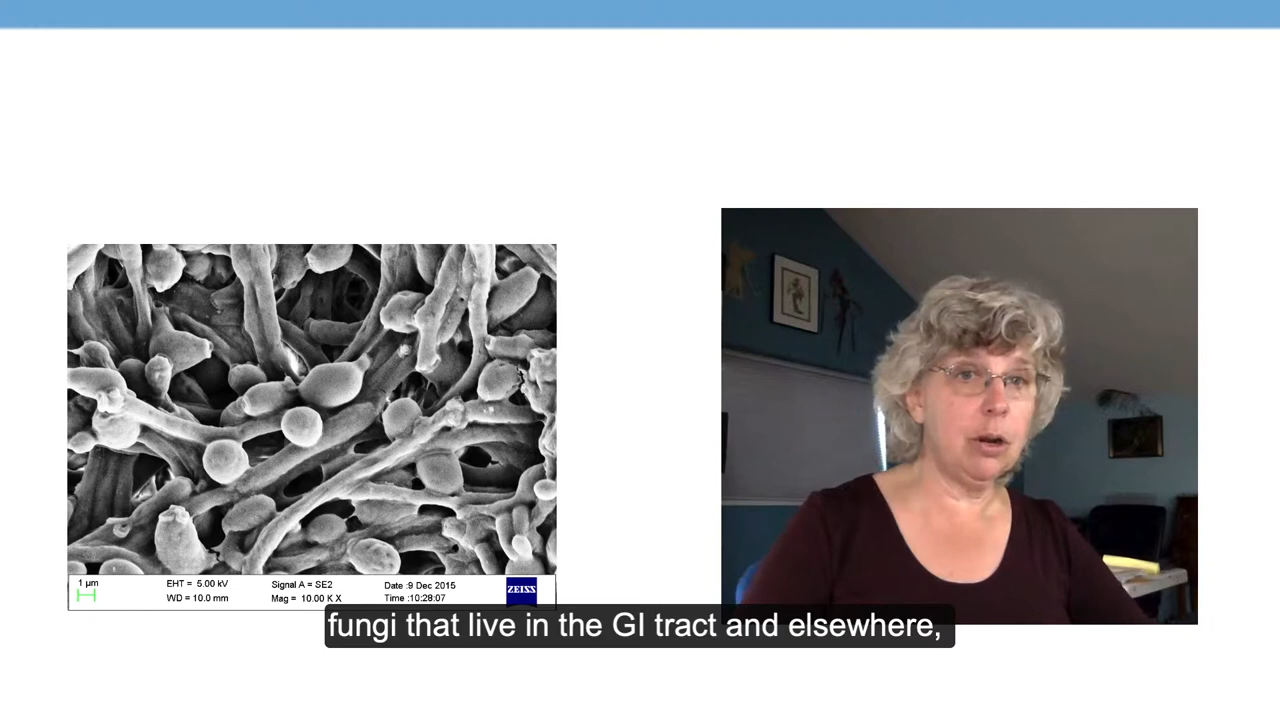 1 µm
EHT = 5.00 kV
WD = 10.0 mm
Signal A = SE2
Mag = 10.00 K X
Date :9 Dec 2015
Time :10:28:07
ZEISS
fungi that live in the GI tract and elsewhere,